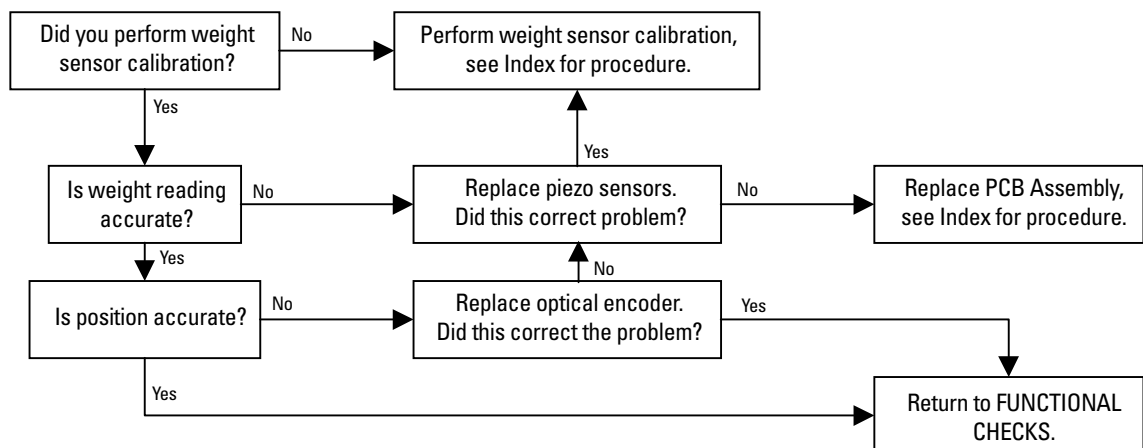 Did you perform weight
sensor calibration?
No
Perform weight sensor calibration,
see Index for procedure.
Yes
Yes
Is weight reading
accurate?
No
Replace piezo sensors.
Did this correct problem?
No
Replace PCB Assembly,
see Index for procedure.
Yes
No
Is position accurate?
No
Replace optical encoder.
Did this correct the problem?
Yes
Yes
Return to FUNCTIONAL
CHECKS.